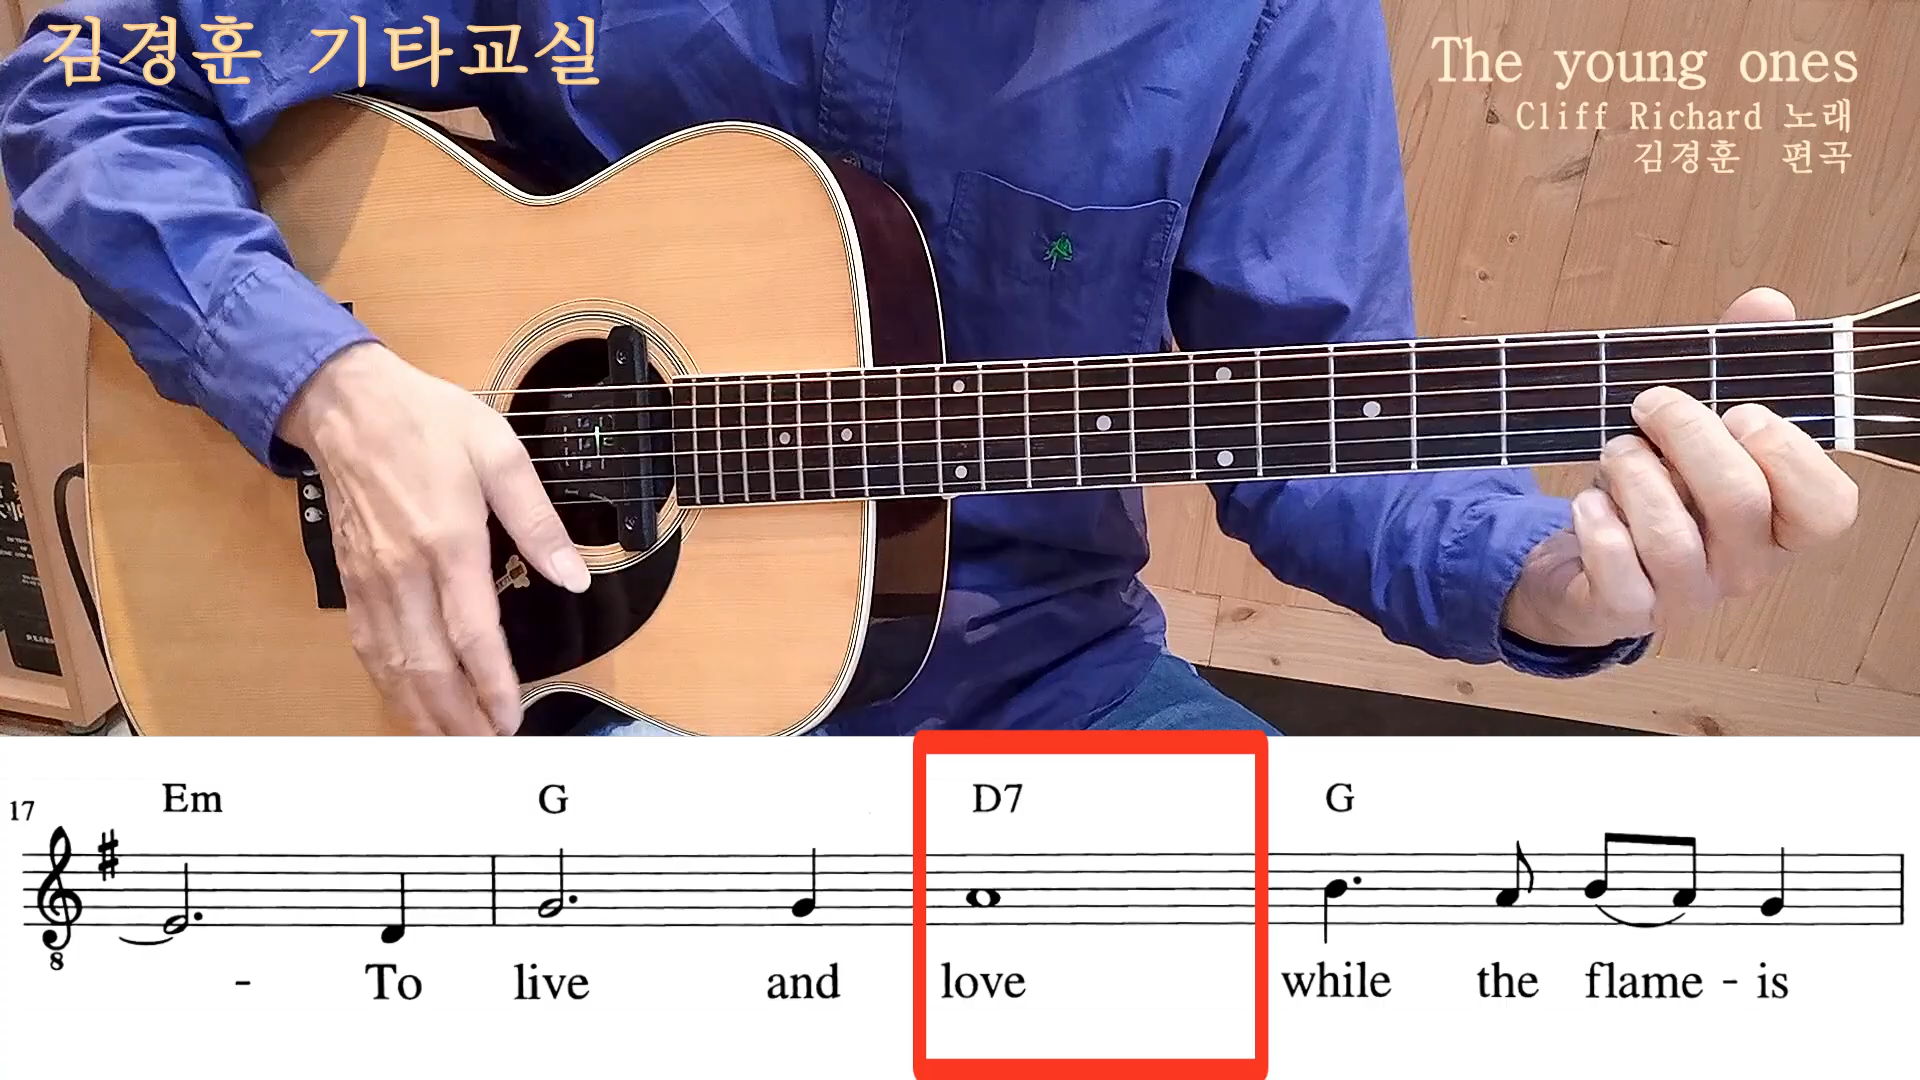 김경훈 기타교실
The young ones
Cliff Richard 노래
김경훈 편곡
17 Em G D7 G
8
- To live and love while the flame - is